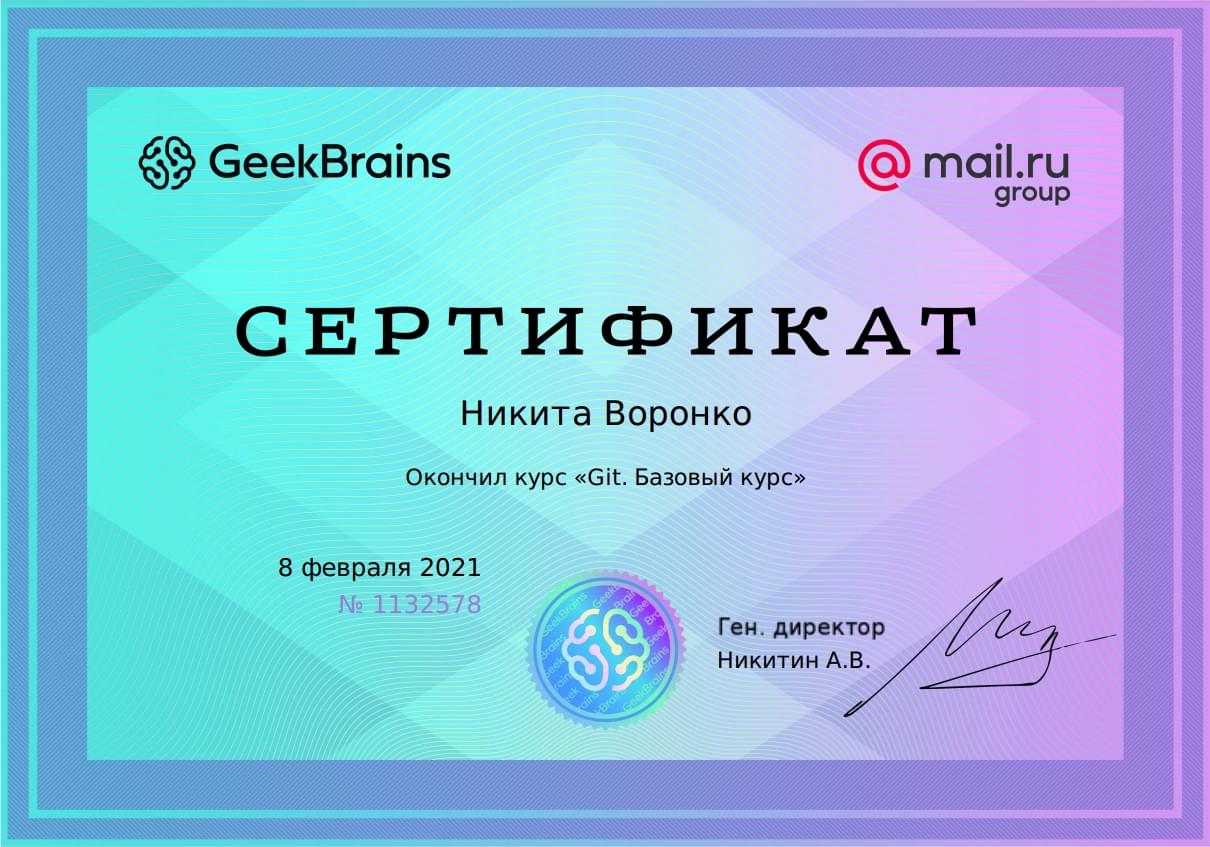 GeekBrains
@mail.ru
group
СЕРТИФИКАТ
Никита Воронко
Окончил курс «Git. Базовый курс»
8 февраля 2021
№ 1132578
Ген. директор
Никитин А.В.